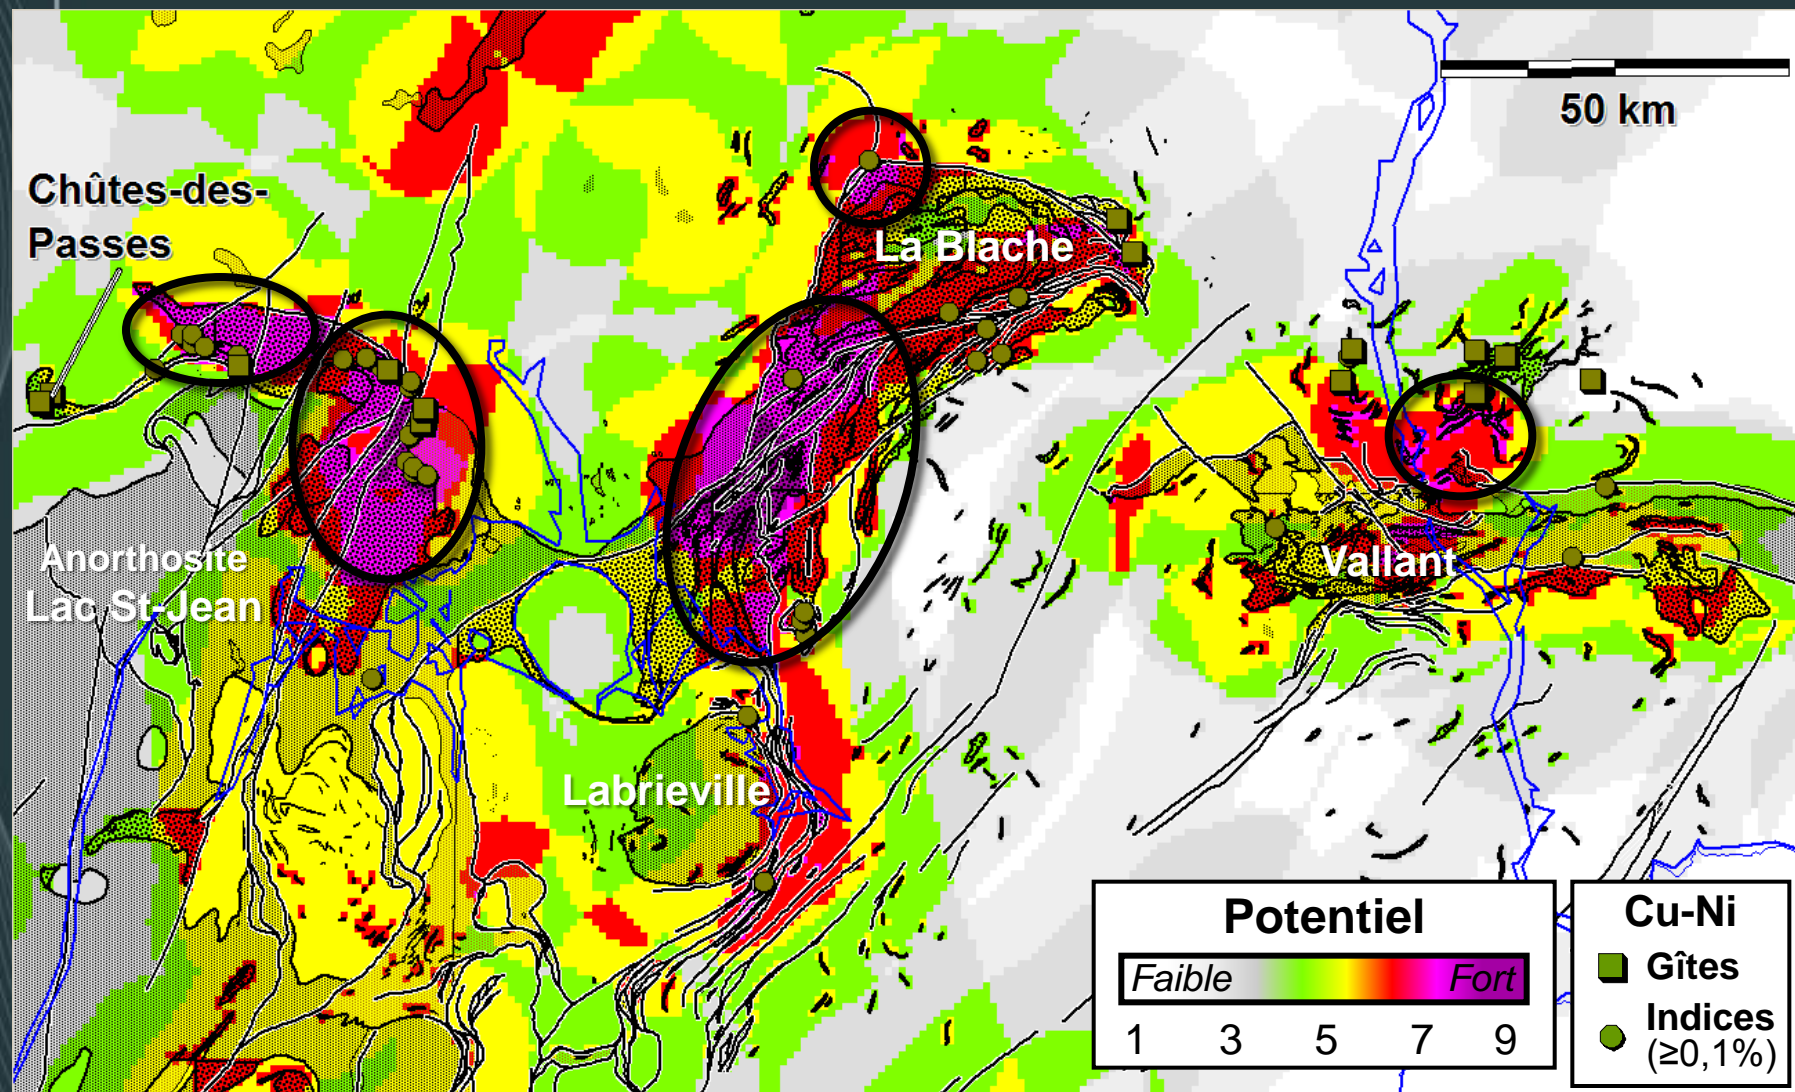 50 km
Chûtes-des-
Passes
La Blache
Anorthosite
Lac St-Jean
Vallant
Labrieville
Potentiel
Faible Fort
1 3 5 7 9
Cu-Ni
Gîtes
Indices
(≥0,1%)